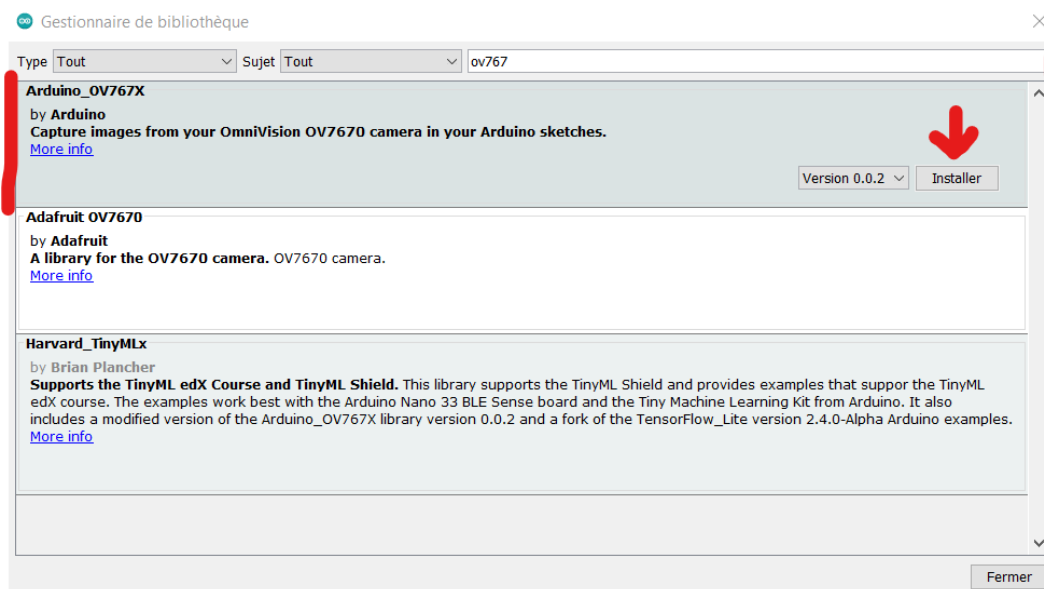 Gestionnaire de bibliothèque
Type Tout Sujet Tout ov767
Arduino_OV767X
by Arduino
Capture images from your OmniVision OV7670 camera in your Arduino sketches.
More info
Version 0.0.2 Installer
Adafruit OV7670
by Adafruit
A library for the OV7670 camera. OV7670 camera.
More info
Harvard_TinyMLx
by Brian Plancher
Supports the TinyML edX Course and TinyML Shield. This library supports the TinyML Shield and provides examples that suppor the TinyML
edX course. The examples work best with the Arduino Nano 33 BLE Sense board and the Tiny Machine Learning Kit from Arduino. It also
includes a modified version of the Arduino_OV767X library version 0.0.2 and a fork of the TensorFlow_Lite version 2.4.0-Alpha Arduino examples.
More info
Fermer